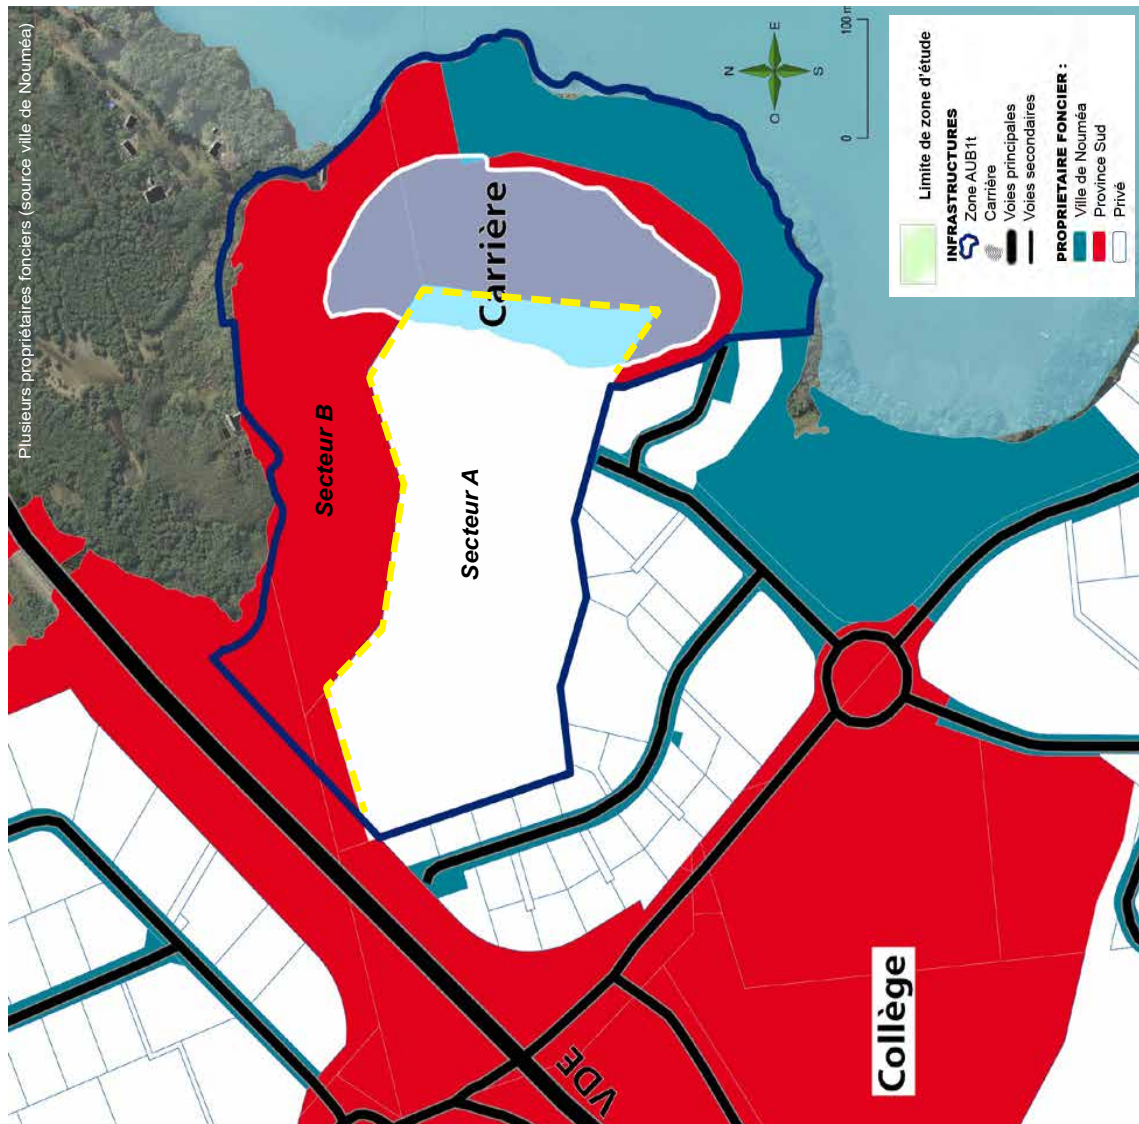 Plusieurs propriétaires fonciers (source ville de Nouméa)
Secteur B
Secteur A
Carrière
Collège
VDE
N
E
S
O
0
100 m
Limite de zone d'étude
INFRASTRUCTURES
Zone AUB1t
Carrière
Voies principales
Voies secondaires
PROPRIETAIRE FONCIER :
Ville de Nouméa
Province Sud
Privé